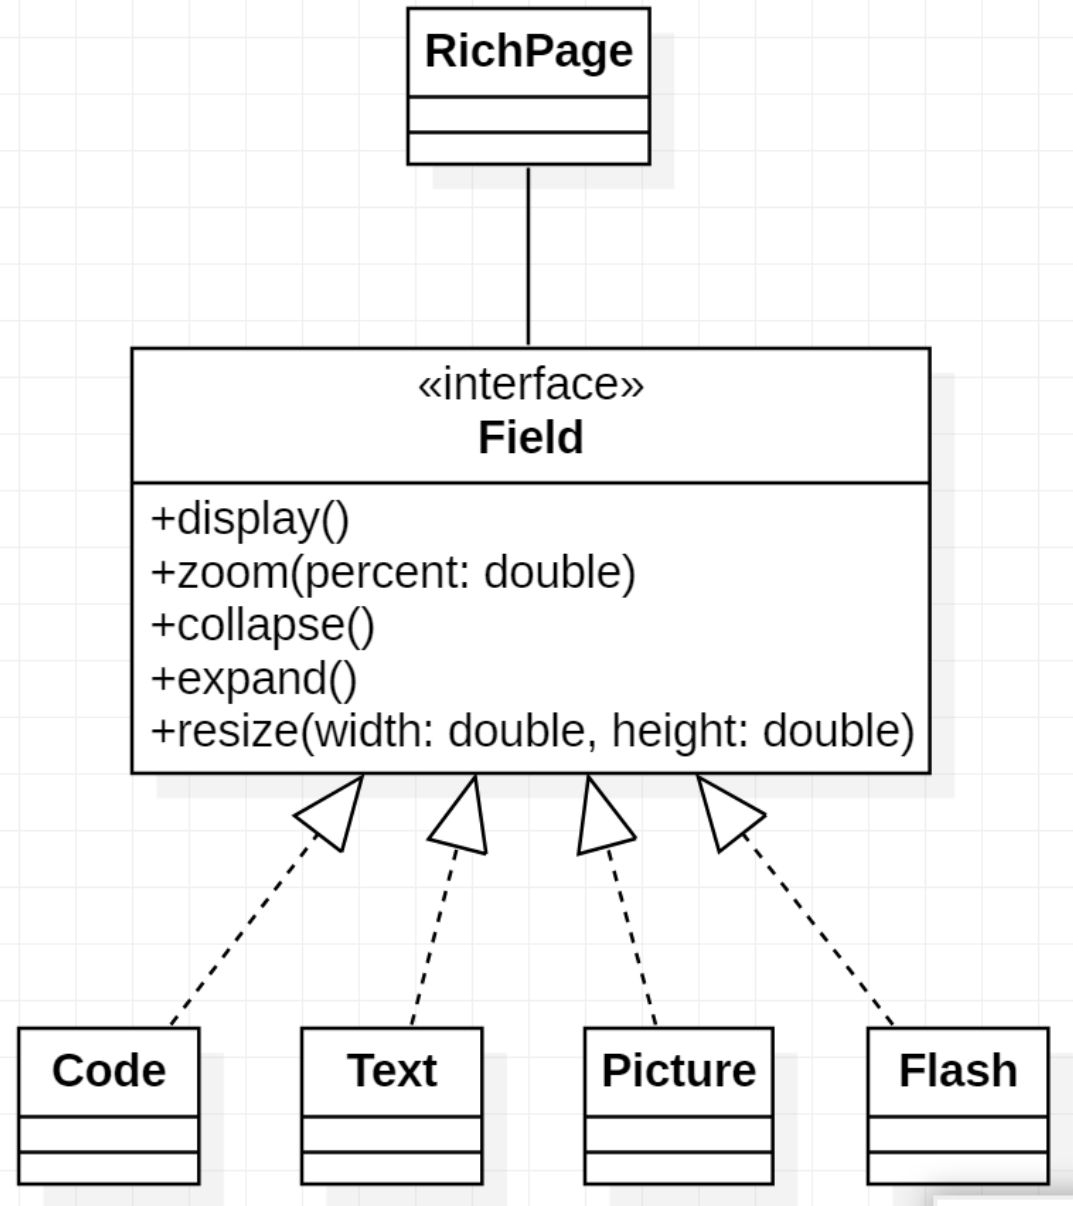 RichPage
«interface»
Field
+display()
+zoom(percent: double)
+collapse()
+expand()
+resize(width: double, height: double)
Code
Text
Picture
Flash